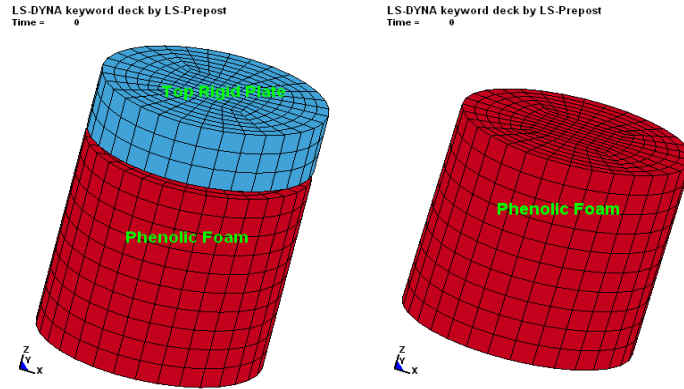 LS-DYNA keyword deck by LS-Prepost
Time = 0
Top Rigid Plate
Phenolic Foam
Z
Y
X
LS-DYNA keyword deck by LS-Prepost
Time = 0
Phenolic Foam
Z
Y
X